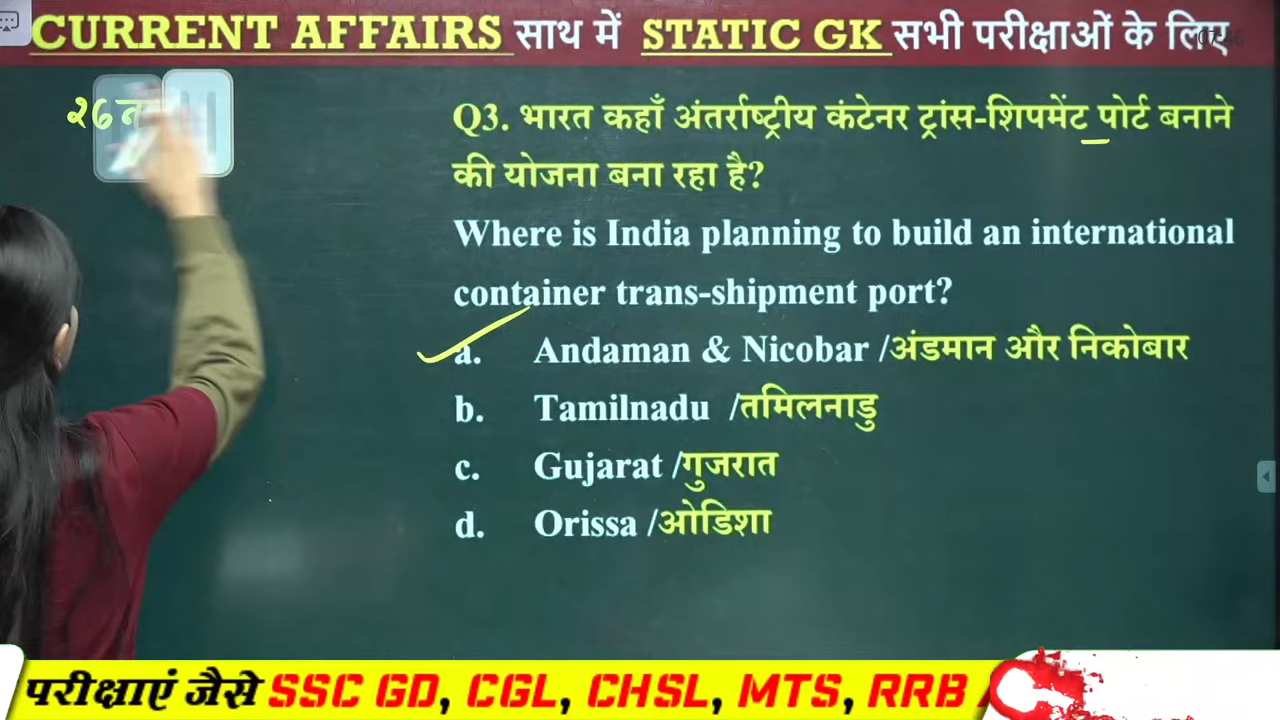 CURRENT AFFAIRS साथ में STATIC GK सभी परीक्षाओं के लिए
२6 न
Q3. भारत कहाँ अंतर्राष्ट्रीय कंटेनर ट्रांस-शिपमेंट पोर्ट बनाने
की योजना बना रहा है?
Where is India planning to build an international
container trans-shipment port?
a. Andaman & Nicobar /अंडमान और निकोबार
b. Tamilnadu /तमिलनाडु
c. Gujarat /गुजरात
d. Orissa /ओडिशा
परीक्षाएं जैसे SSC GD, CGL, CHSL, MTS, RRB